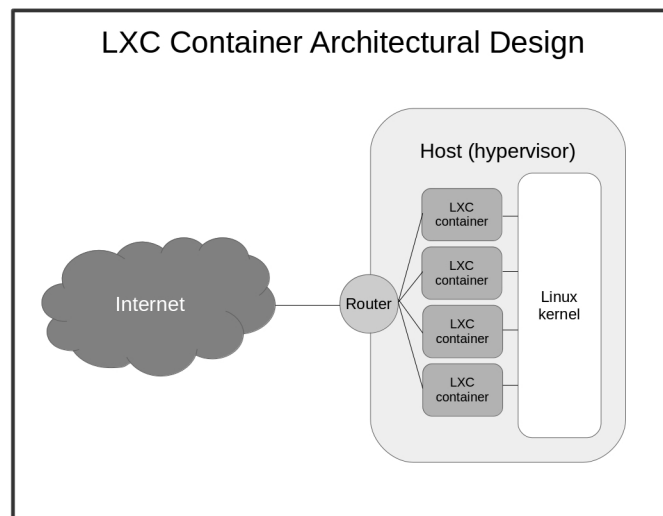 LXC Container Architectural Design
Host (hypervisor)
LXC
container
LXC
container
LXC
container
LXC
container
Internet
Router
Linux
kernel